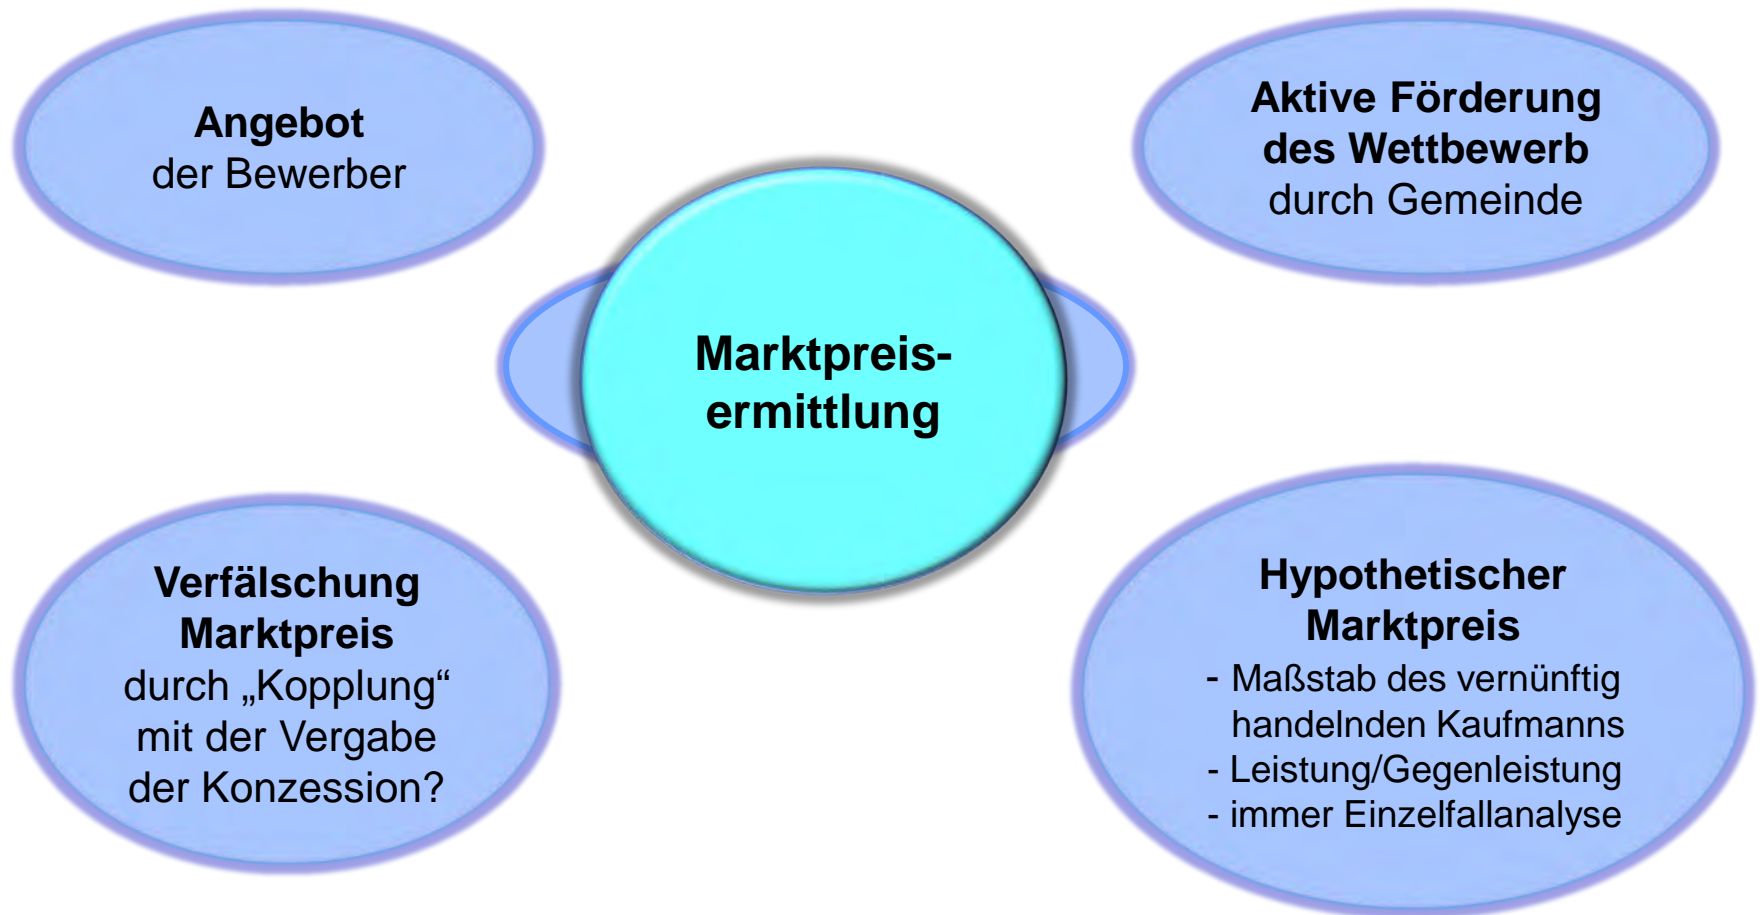 Angebot
der Bewerber
Aktive Förderung
des Wettbewerb
durch Gemeinde
Marktpreis-
ermittlung
Verfälschung
Marktpreis
durch „Kopplung“
mit der Vergabe
der Konzession?
Hypothetischer
Marktpreis
- Maßstab des vernünftig
handelnden Kaufmanns
- Leistung/Gegenleistung
- immer Einzelfallanalyse